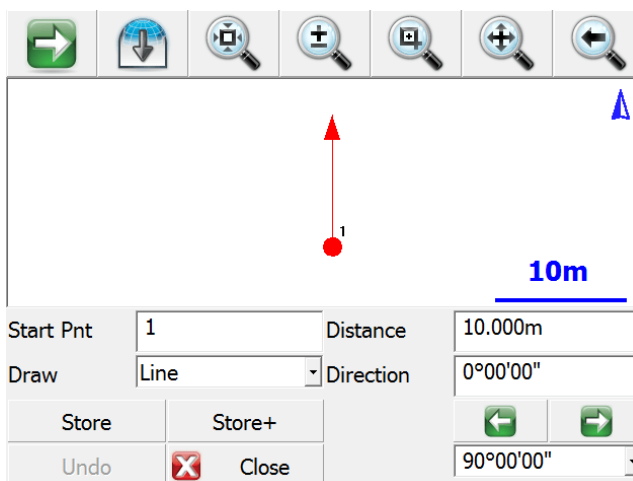 1
10m
Start Pnt 1 Distance 10.000m
Draw Line Direction 0°00'00"
Store Store+
Undo Close 90°00'00"